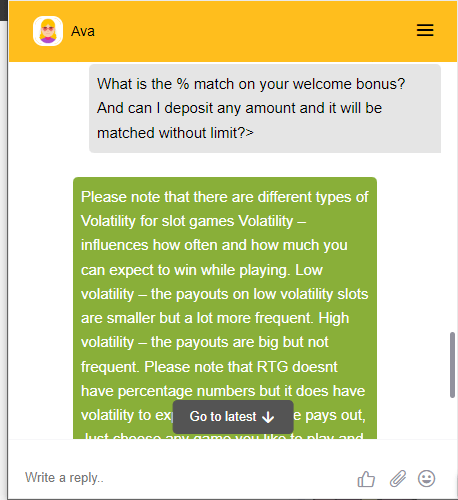 Ava
What is the % match on your welcome bonus?
And can I deposit any amount and it will be
matched without limit?>
Please note that there are different types of
Volatility for slot games Volatility –
influences how often and how much you
can expect to win while playing. Low
volatility – the payouts on low volatility slots
are smaller but a lot more frequent. High
volatility – the payouts are big but not
frequent. Please note that RTG doesnt
have percentage numbers but it does have
volatility to e pays out,
Go to latest
Just choose any game you like to play and
Write a reply..